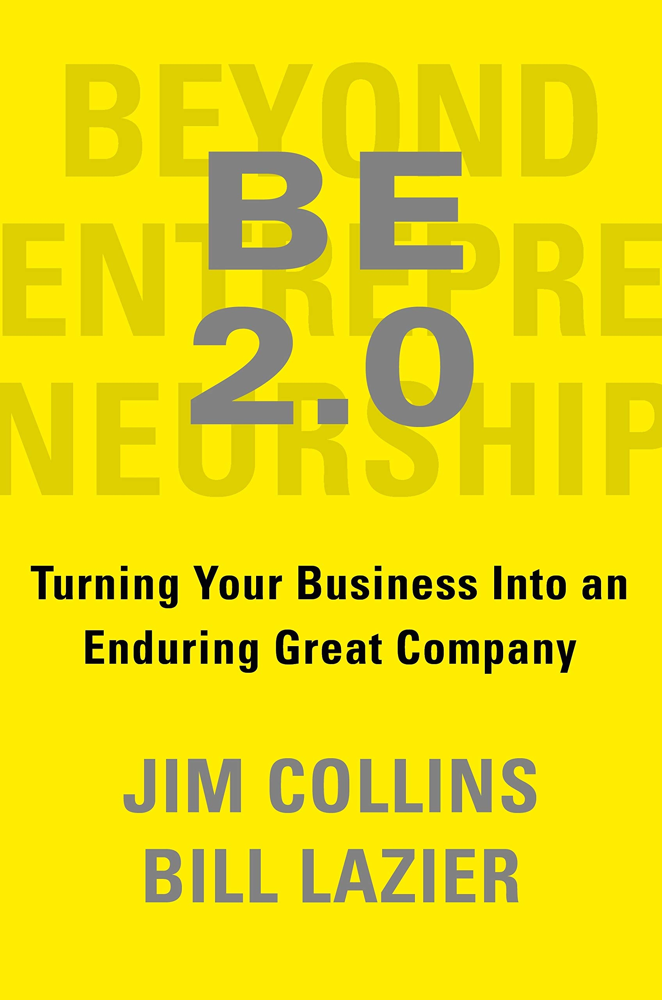 BEYOND
BE
ENTREPRE
2.0
NEURSHIP
Turning Your Business Into an
Enduring Great Company
JIM COLLINS
BILL LAZIER